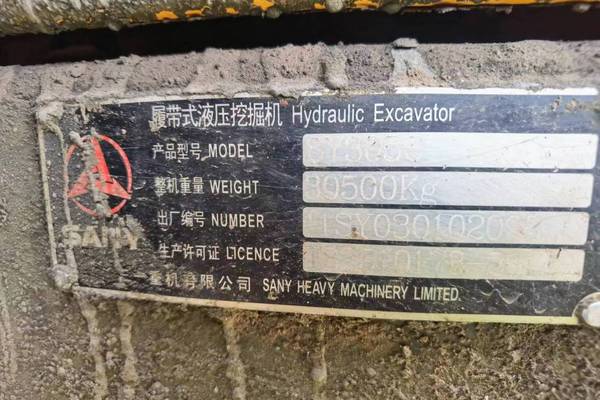 履带式液压挖掘机 Hydraulic Excavator
产品型号 MODEL
整机重量 WEIGHT 30500Kg
出厂编号 NUMBER
生产许可证 LICENCE
SANY
重机有限公司 SANY HEAVY MACHINERY LIMITED.